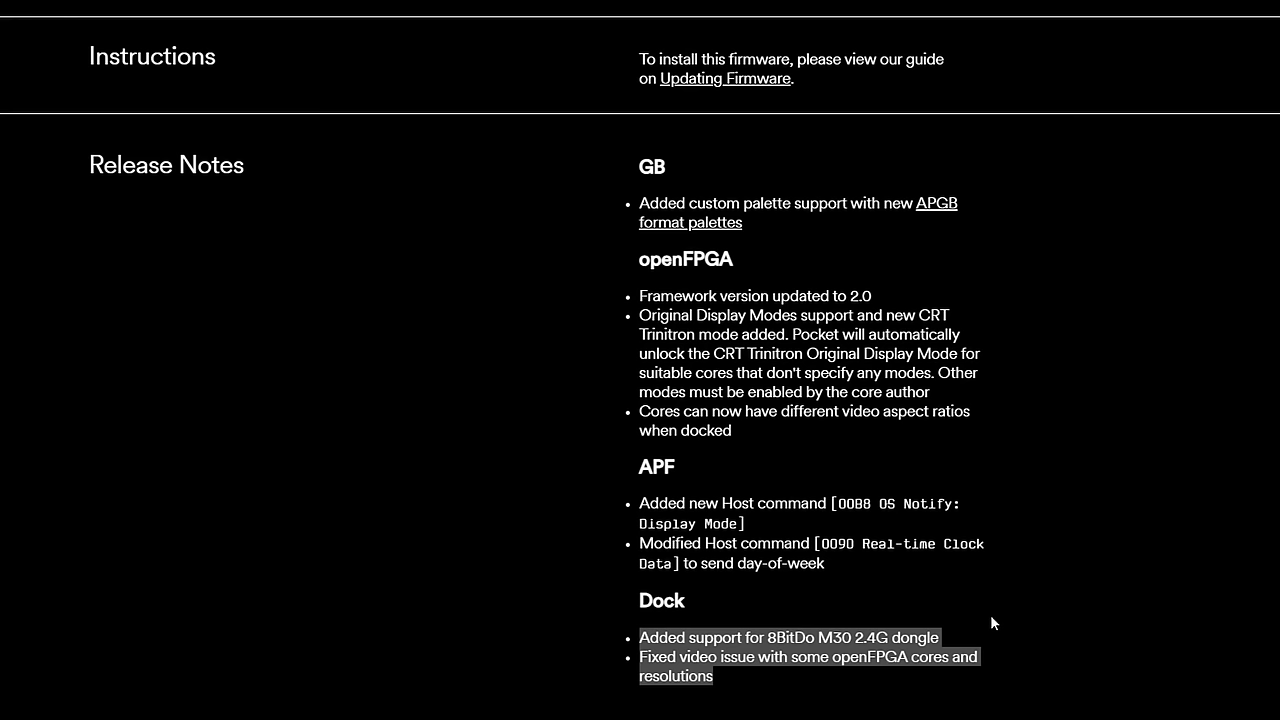 Instructions
To install this firmware, please view our guide
on Updating Firmware.
Release Notes
GB
• Added custom palette support with new APGB
format palettes
openFPGA
• Framework version updated to 2.0
• Original Display Modes support and new CRT
Trinitron mode added. Pocket will automatically
unlock the CRT Trinitron Original Display Mode for
suitable cores that don't specify any modes. Other
modes must be enabled by the core author
• Cores can now have different video aspect ratios
when docked
APF
• Added new Host command [00B8 OS Notify:
Display Mode]
• Modified Host command [0090 Real-time Clock
Data] to send day-of-week
Dock
• Added support for 8BitDo M30 2.4G dongle
• Fixed video issue with some openFPGA cores and
resolutions